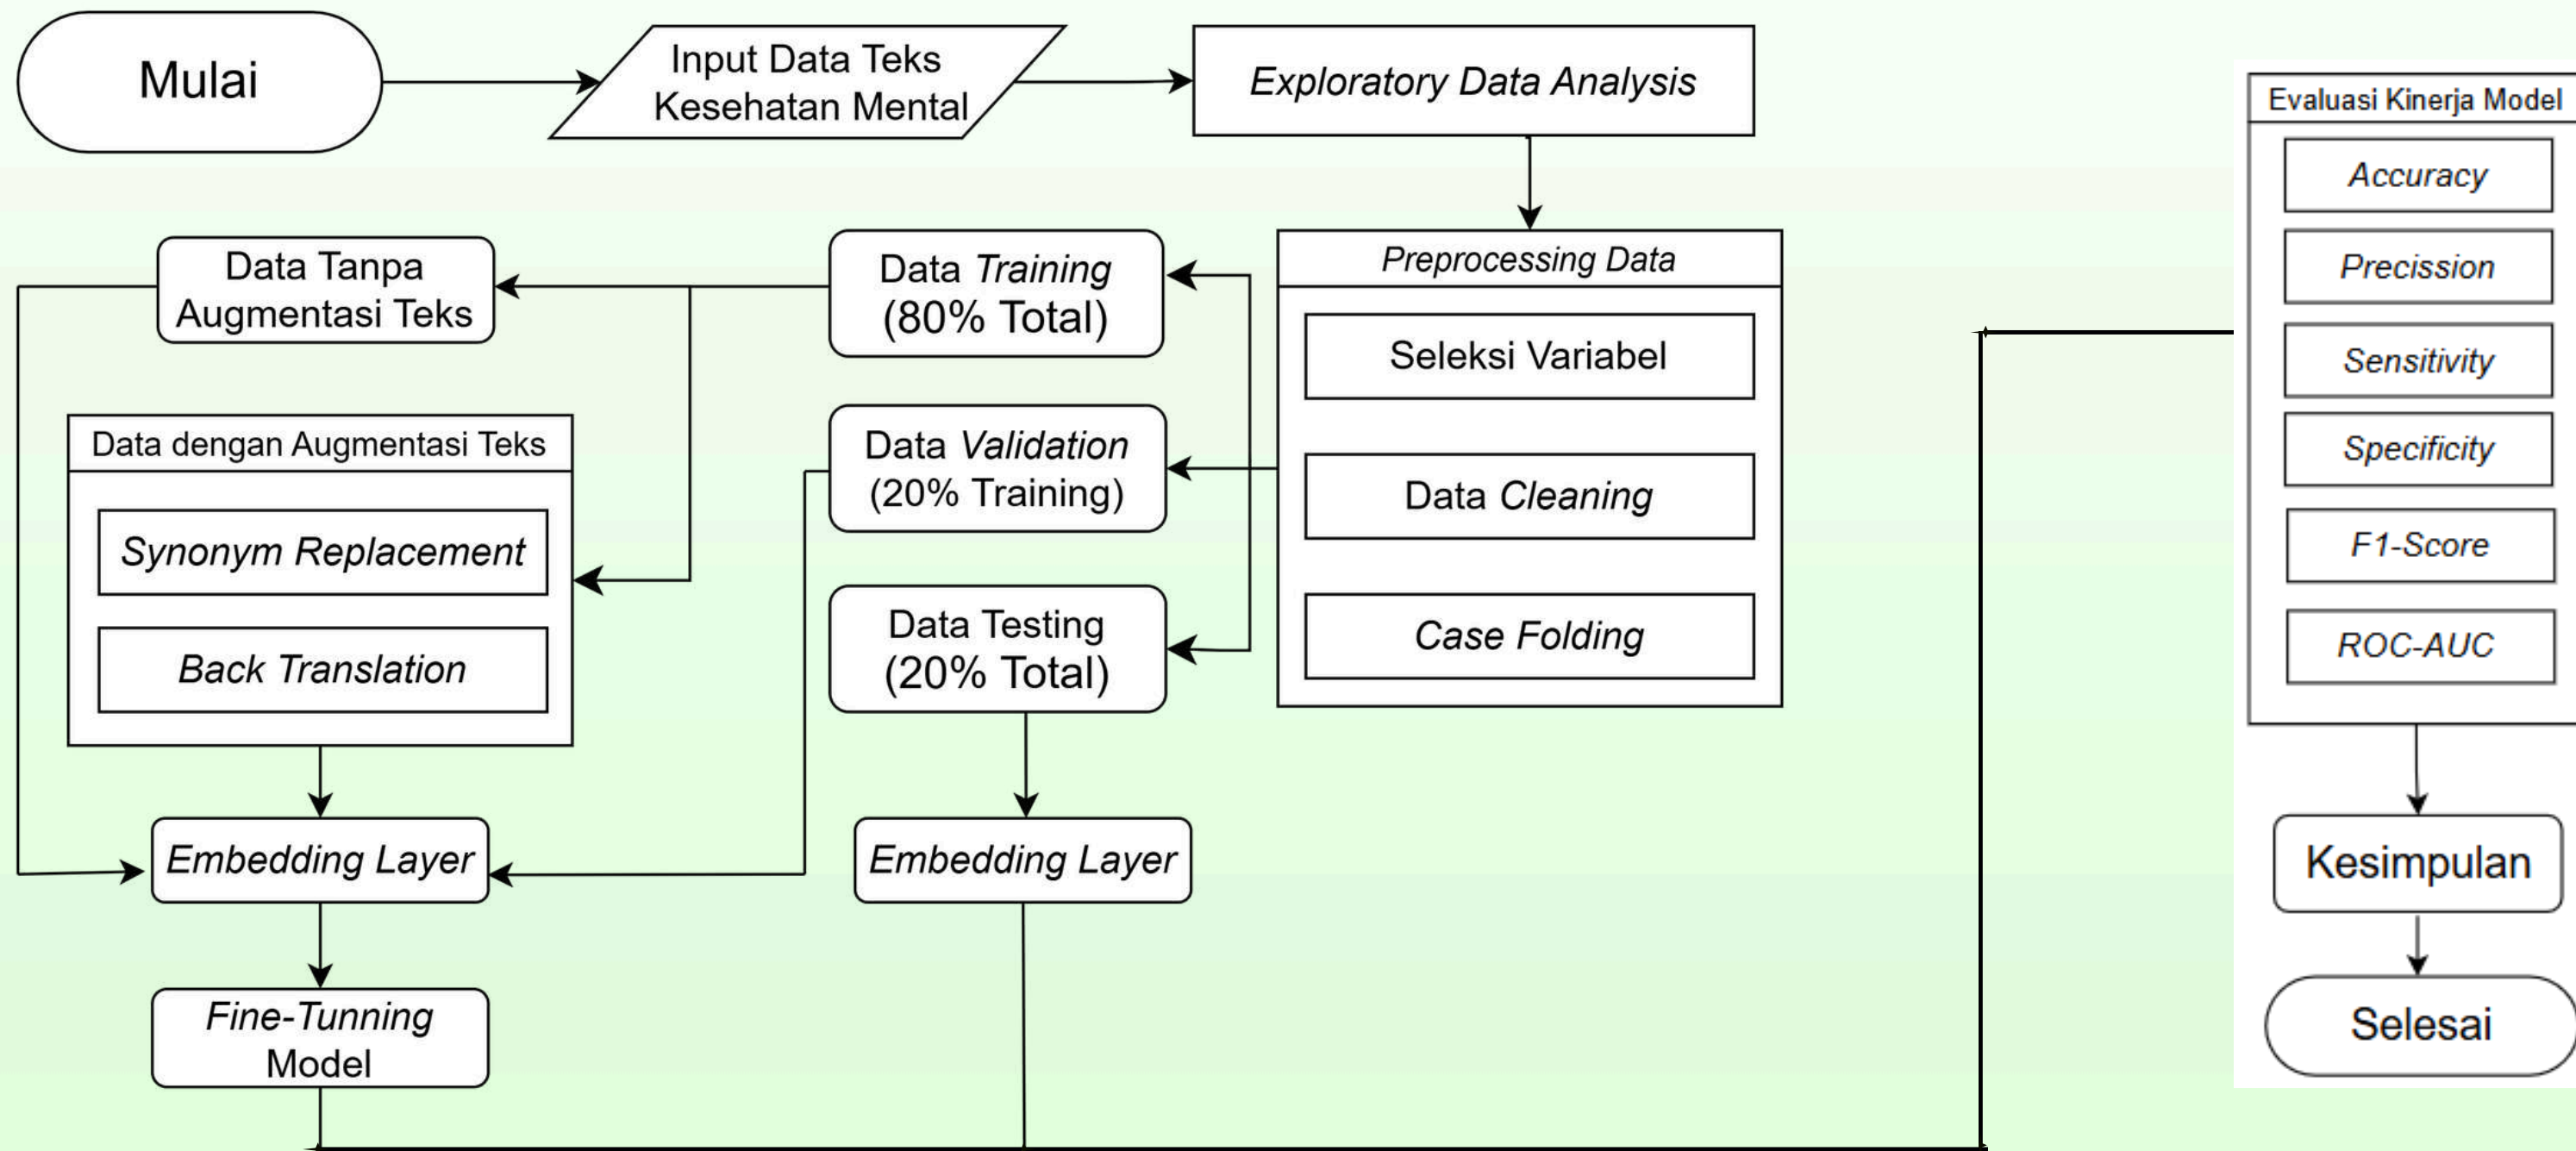 Mulai
Input Data Teks
Kesehatan Mental
Exploratory Data Analysis
Preprocessing Data
Seleksi Variabel
Data Cleaning
Case Folding
Data Training
(80% Total)
Data Validation
(20% Training)
Data Testing
(20% Total)
Data Tanpa
Augmentasi Teks
Data dengan Augmentasi Teks
Synonym Replacement
Back Translation
Embedding Layer
Embedding Layer
Fine-Tunning
Model
Evaluasi Kinerja Model
Accuracy
Precission
Sensitivity
Specificity
F1-Score
ROC-AUC
Kesimpulan
Selesai